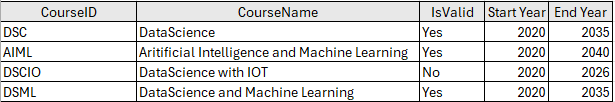 CourseID CourseName IsValid Start Year End Year
DSC DataScience Yes 2020 2035
AIML Aritificial Intelligence and Machine Learning Yes 2020 2040
DSCIO DataScience with IOT No 2020 2026
DSML DataScience and Machine Learning Yes 2020 2035